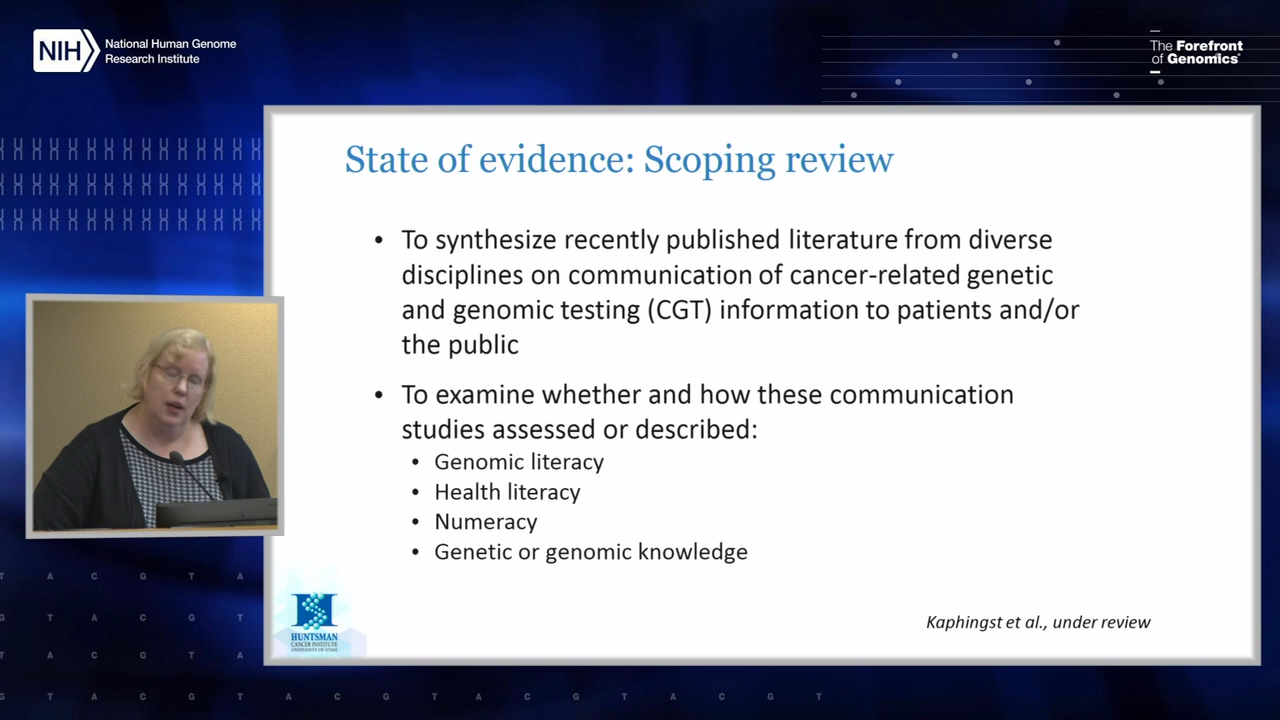 NIH
National Human Genome
Research Institute
The Forefront
of Genomics®
State of evidence: Scoping review
• To synthesize recently published literature from diverse
disciplines on communication of cancer-related genetic
and genomic testing (CGT) information to patients and/or
the public
• To examine whether and how these communication
studies assessed or described:
• Genomic literacy
• Health literacy
• Numeracy
• Genetic or genomic knowledge
HUNTSMAN
CANCER INSTITUTE
UNIVERSITY OF UTAH
Kaphingst et al., under review
T A C G T A
G T A C G T
T A C G T A
G T A C G T A C G T A C G T A C G T